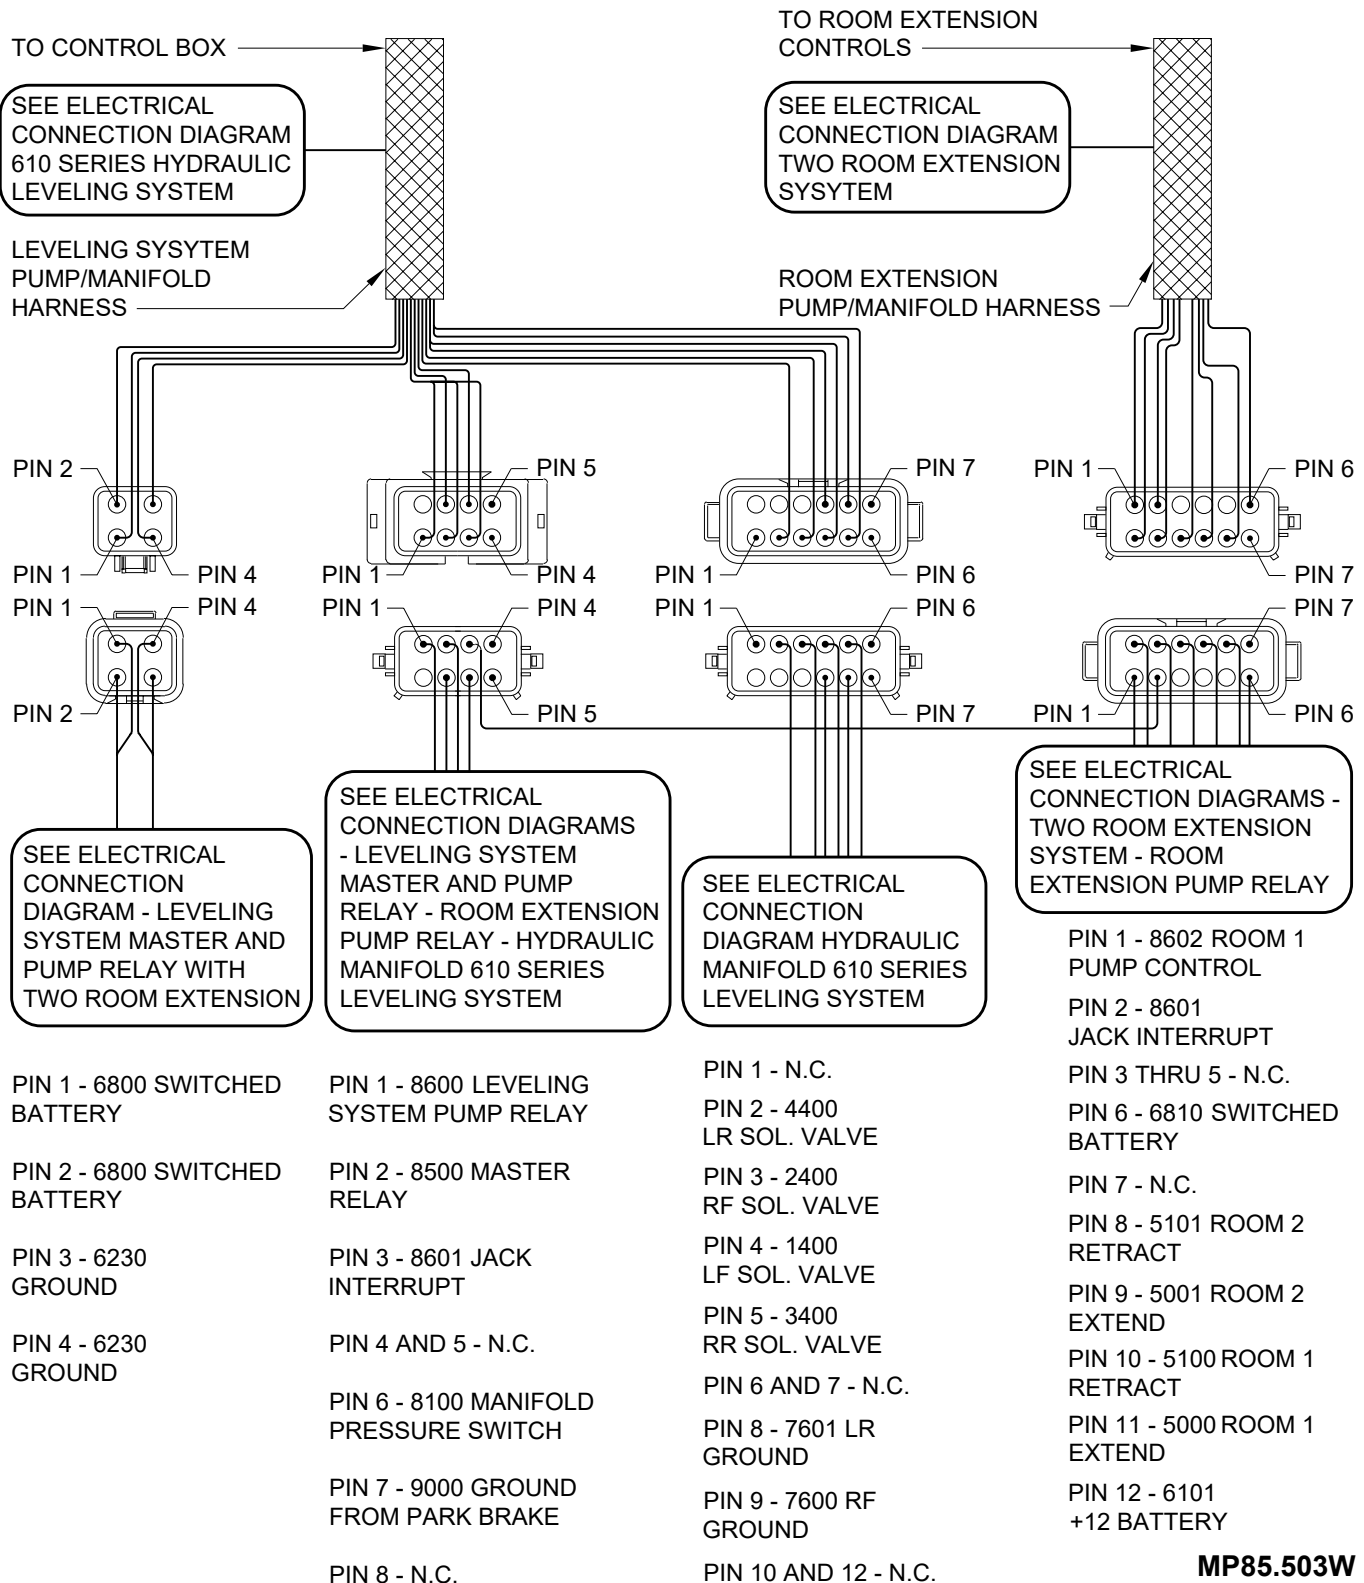 TO CONTROL BOX
SEE ELECTRICAL
CONNECTION DIAGRAM
610 SERIES HYDRAULIC
LEVELING SYSTEM
LEVELING SYSYTEM
PUMP/MANIFOLD
HARNESS
TO ROOM EXTENSION
CONTROLS
SEE ELECTRICAL
CONNECTION DIAGRAM
TWO ROOM EXTENSION
SYSYTEM
ROOM EXTENSION
PUMP/MANIFOLD HARNESS
PIN 2
PIN 5
PIN 7
PIN 1
PIN 6
PIN 1
PIN 4
PIN 1
PIN 4
PIN 1
PIN 6
PIN 7
PIN 1
PIN 4
PIN 1
PIN 4
PIN 1
PIN 6
PIN 7
PIN 2
PIN 5
PIN 7
PIN 1
PIN 6
SEE ELECTRICAL
CONNECTION
DIAGRAM - LEVELING
SYSTEM MASTER AND
PUMP RELAY WITH
TWO ROOM EXTENSION
SEE ELECTRICAL
CONNECTION DIAGRAMS
- LEVELING SYSTEM
MASTER AND PUMP
RELAY - ROOM EXTENSION
PUMP RELAY - HYDRAULIC
MANIFOLD 610 SERIES
LEVELING SYSTEM
SEE ELECTRICAL
CONNECTION
DIAGRAM HYDRAULIC
MANIFOLD 610 SERIES
LEVELING SYSTEM
SEE ELECTRICAL
CONNECTION DIAGRAMS -
TWO ROOM EXTENSION
SYSTEM - ROOM
EXTENSION PUMP RELAY
PIN 1 - 6800 SWITCHED
BATTERY
PIN 2 - 6800 SWITCHED
BATTERY
PIN 3 - 6230
GROUND
PIN 4 - 6230
GROUND
PIN 1 - 8600 LEVELING
SYSTEM PUMP RELAY
PIN 2 - 8500 MASTER
RELAY
PIN 3 - 8601 JACK
INTERRUPT
PIN 4 AND 5 - N.C.
PIN 6 - 8100 MANIFOLD
PRESSURE SWITCH
PIN 7 - 9000 GROUND
FROM PARK BRAKE
PIN 8 - N.C.
PIN 1 - N.C.
PIN 2 - 4400
LR SOL. VALVE
PIN 3 - 2400
RF SOL. VALVE
PIN 4 - 1400
LF SOL. VALVE
PIN 5 - 3400
RR SOL. VALVE
PIN 6 AND 7 - N.C.
PIN 8 - 7601 LR
GROUND
PIN 9 - 7600 RF
GROUND
PIN 10 AND 12 - N.C.
PIN 1 - 8602 ROOM 1
PUMP CONTROL
PIN 2 - 8601
JACK INTERRUPT
PIN 3 THRU 5 - N.C.
PIN 6 - 6810 SWITCHED
BATTERY
PIN 7 - N.C.
PIN 8 - 5101 ROOM 2
RETRACT
PIN 9 - 5001 ROOM 2
EXTEND
PIN 10 - 5100 ROOM 1
RETRACT
PIN 11 - 5000 ROOM 1
EXTEND
PIN 12 - 6101
+12 BATTERY
MP85.503W